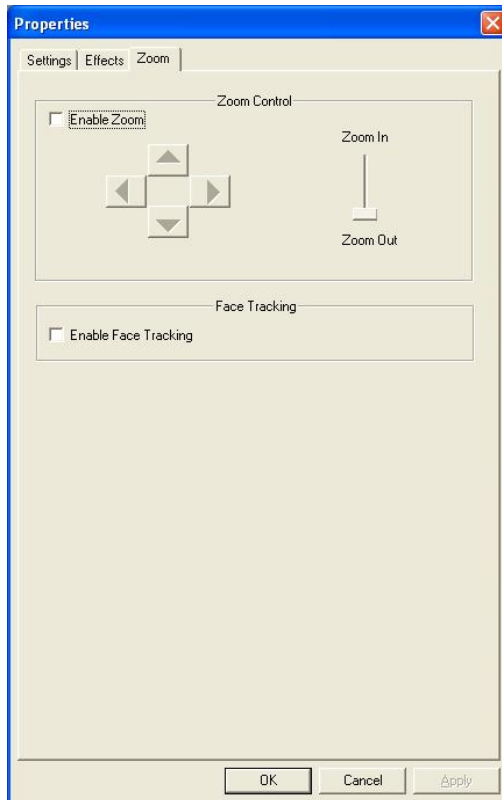 Properties
Settings Effects Zoom
Zoom Control
Enable Zoom
Zoom In
Zoom Out
Face Tracking
Enable Face Tracking
OK Cancel Apply